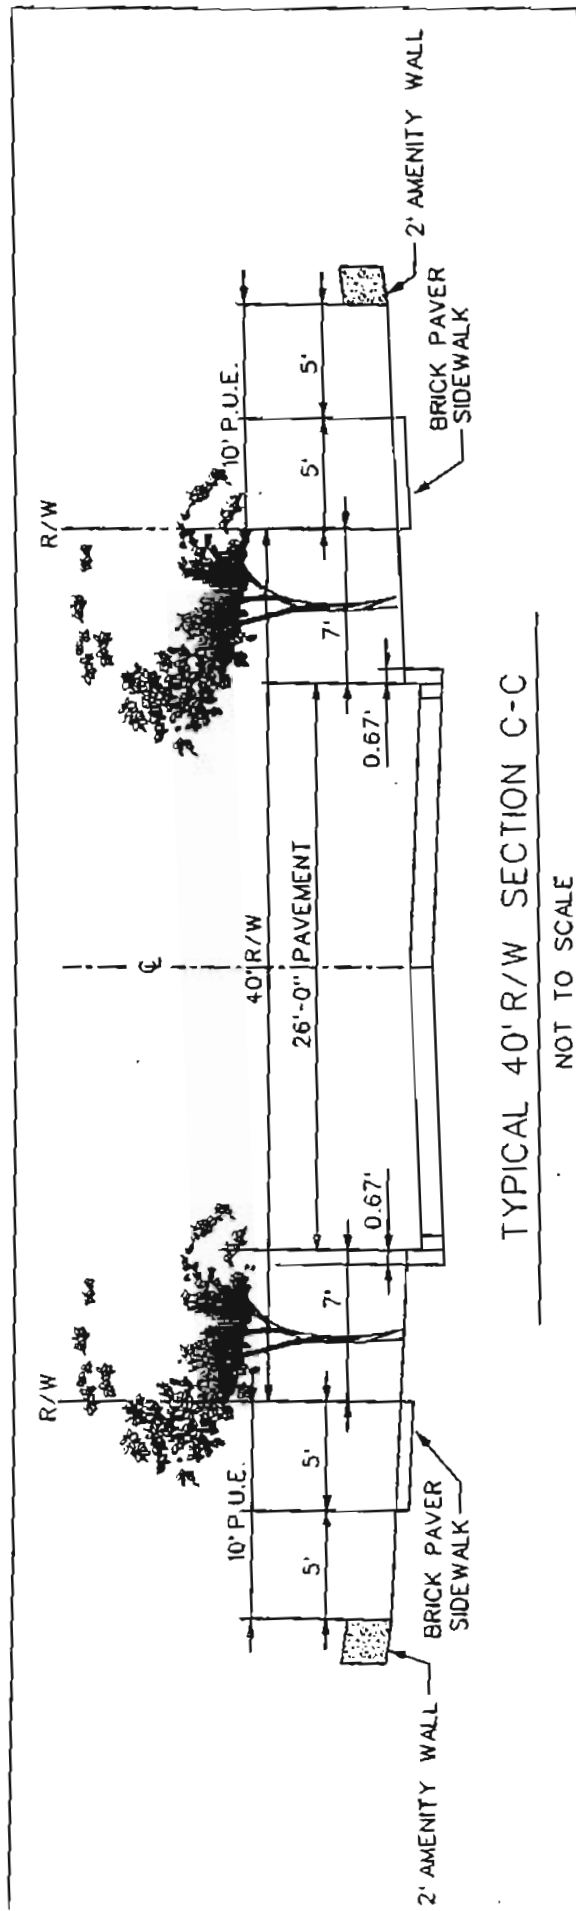 R/W
R/W
℄
10' P.U.E.
10' P.U.E.
40' R/W
26'-0" PAVEMENT
5'
5'
7'
7'
5'
5'
0.67'
0.67'
2' AMENITY WALL
BRICK PAVER
SIDEWALK
BRICK PAVER
SIDEWALK
2' AMENITY WALL
TYPICAL 40' R/W SECTION C-C
NOT TO SCALE